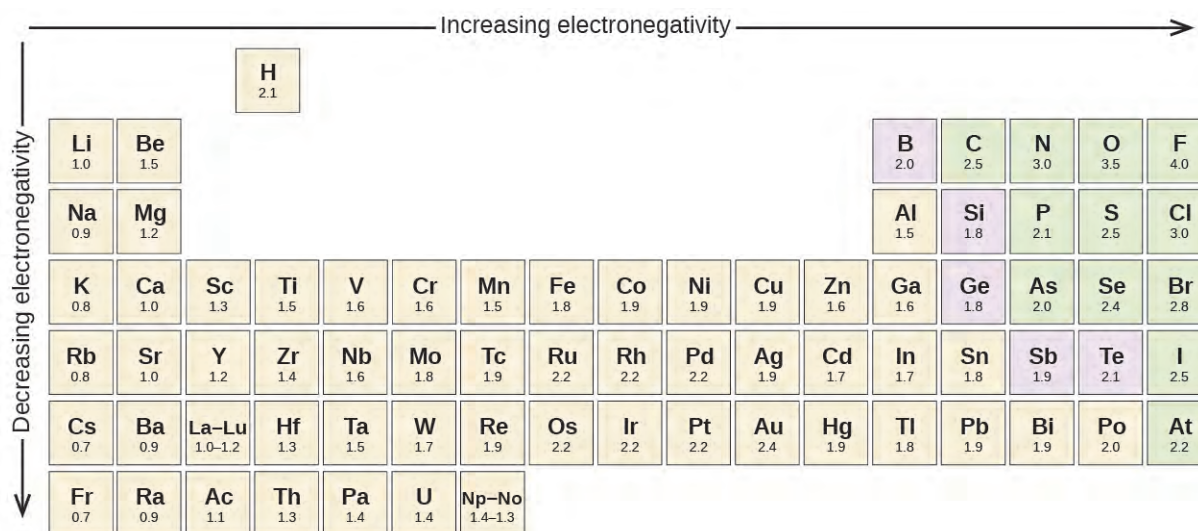 Increasing electronegativity
Decreasing electronegativity
H
2.1
Li Be B C N O F
1.0 1.5 2.0 2.5 3.0 3.5 4.0
Na Mg Al Si P S Cl
0.9 1.2 1.5 1.8 2.1 2.5 3.0
K Ca Sc Ti V Cr Mn Fe Co Ni Cu Zn Ga Ge As Se Br
0.8 1.0 1.3 1.5 1.6 1.6 1.5 1.8 1.9 1.9 1.9 1.6 1.6 1.8 2.0 2.4 2.8
Rb Sr Y Zr Nb Mo Tc Ru Rh Pd Ag Cd In Sn Sb Te I
0.8 1.0 1.2 1.4 1.6 1.8 1.9 2.2 2.2 2.2 1.9 1.7 1.7 1.8 1.9 2.1 2.5
Cs Ba La–Lu Hf Ta W Re Os Ir Pt Au Hg Tl Pb Bi Po At
0.7 0.9 1.0–1.2 1.3 1.5 1.7 1.9 2.2 2.2 2.2 2.4 1.9 1.8 1.9 1.9 2.0 2.2
Fr Ra Ac Th Pa U Np–No
0.7 0.9 1.1 1.3 1.4 1.4 1.4–1.3